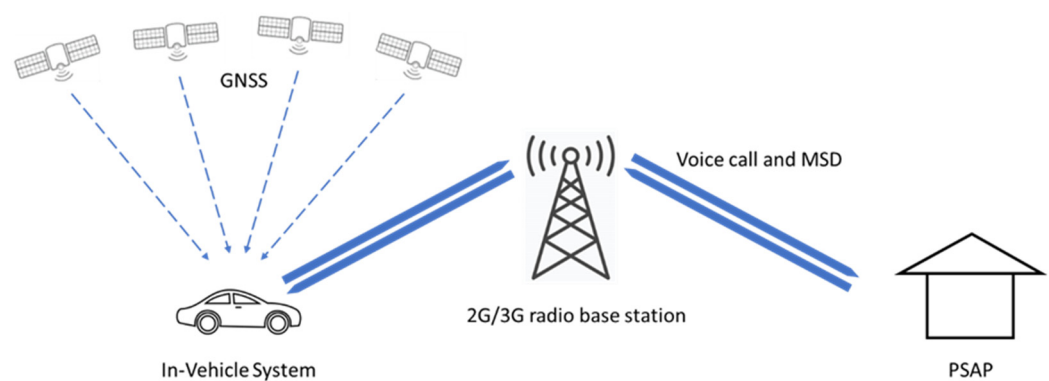 GNSS
Voice call and MSD
2G/3G radio base station
In-Vehicle System
PSAP